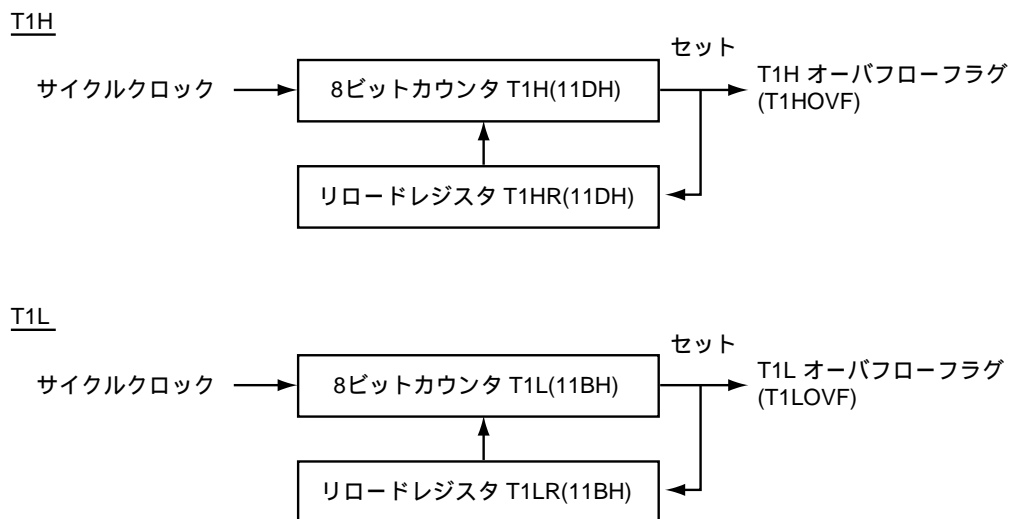 T1H
セット
サイクルクロック
8ビットカウンタ T1H(11DH)
T1H オーバフローフラグ
(T1HOVF)
リロードレジスタ T1HR(11DH)
T1L
セット
サイクルクロック
8ビットカウンタ T1L(11BH)
T1L オーバフローフラグ
(T1LOVF)
リロードレジスタ T1LR(11BH)